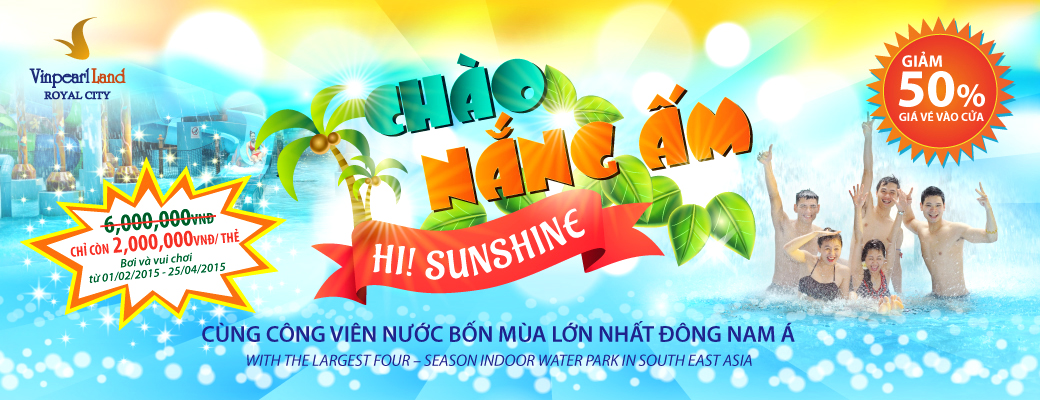 Vinpearl Land
ROYAL CITY
CHÀO
NẮNG ẤM
HI! SUNSHINE
GIẢM
50%
GIÁ VÉ VÀO CỬA
6,000,000VNĐ
CHỈ CÒN 2,000,000VNĐ/ THẺ
Bơi và vui chơi
từ 01/02/2015 - 25/04/2015
CÙNG CÔNG VIÊN NƯỚC BỐN MÙA LỚN NHẤT ĐÔNG NAM Á
WITH THE LARGEST FOUR – SEASON INDOOR WATER PARK IN SOUTH EAST ASIA